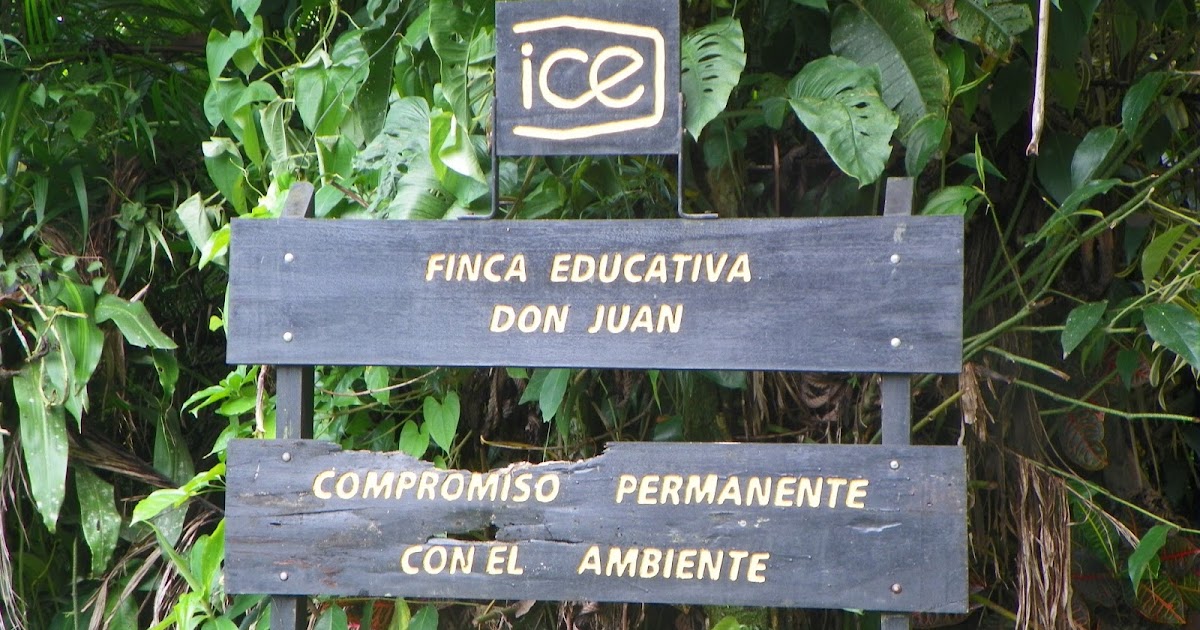 ice
FINCA EDUCATIVA
DON JUAN
COMPROMISO PERMANENTE
CON EL AMBIENTE